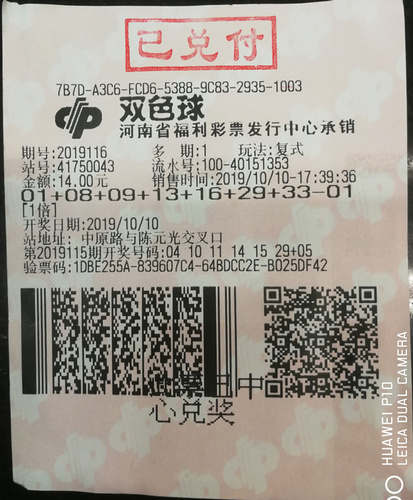 已兑付
7B7D-A3C6-FCD6-5388-9C83-2935-1003
双色球
河南省福利彩票发行中心承销
期号:2019116 多 期:1 玩法:复式
站号:41750043 流水号:100-40151353
金额:14.00元 销售时间:2019/10/10-17:39:36
01+08+09+13+16+29+33-01
[1倍]
开奖日期:2019/10/10
站地址: 中原路与陈元光交叉口
第2019115期开奖号码:04 10 11 14 15 29+05
验票码:1DBE255A-839607C4-64BDCC2E-B025DF42
中
心兑奖
HUAWEI P10
LEICA DUAL CAMERA